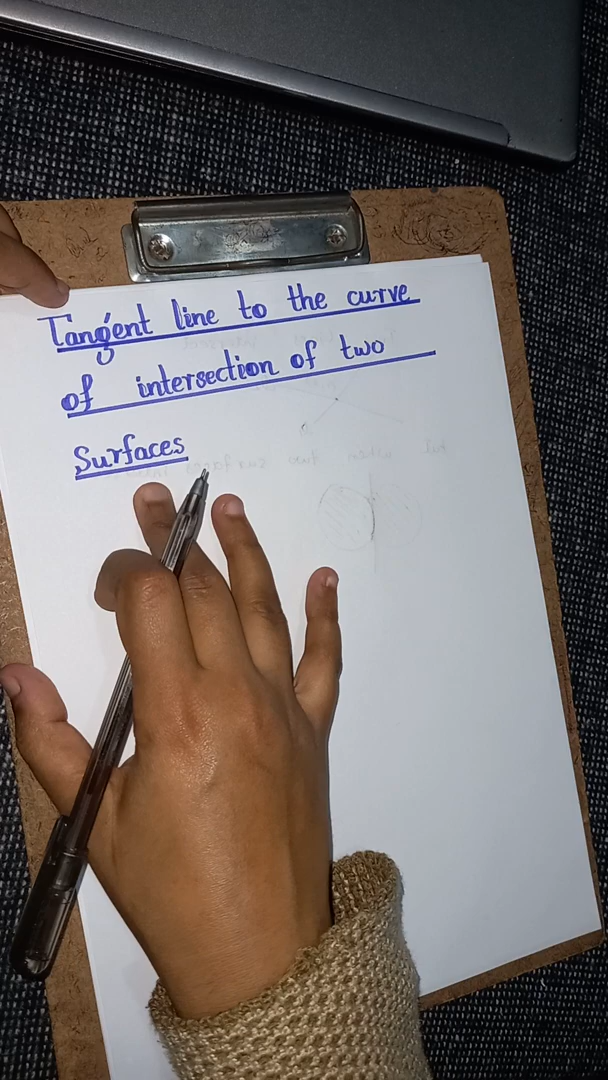 Tangent line to the curve
of intersection of two
Surfaces